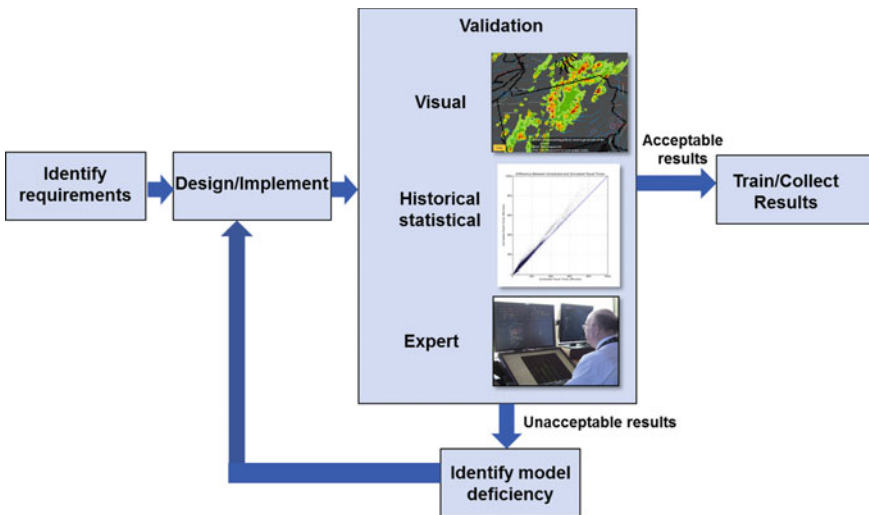 Validation
Visual
Acceptable
results
Identify
requirements
Design/Implement
Historical
statistical
Train/Collect
Results
Expert
Unacceptable results
Identify model
deficiency